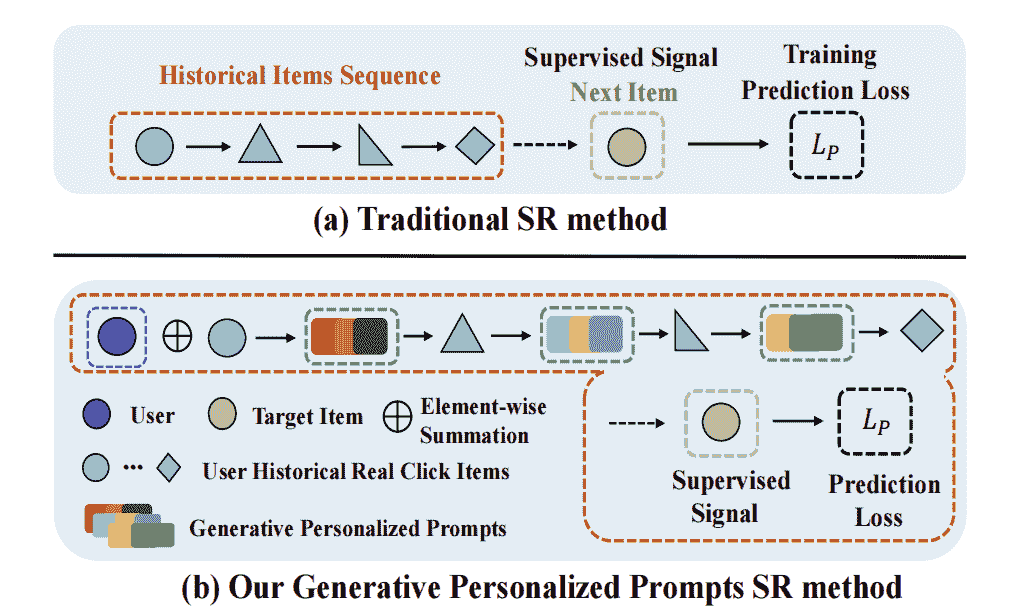 Historical Items Sequence
Supervised Signal
Next Item
Training
Prediction Loss
L_P
(a) Traditional SR method
User
Target Item
Element-wise
Summation
User Historical Real Click Items
Generative Personalized Prompts
L_P
Supervised
Signal
Prediction
Loss
(b) Our Generative Personalized Prompts SR method